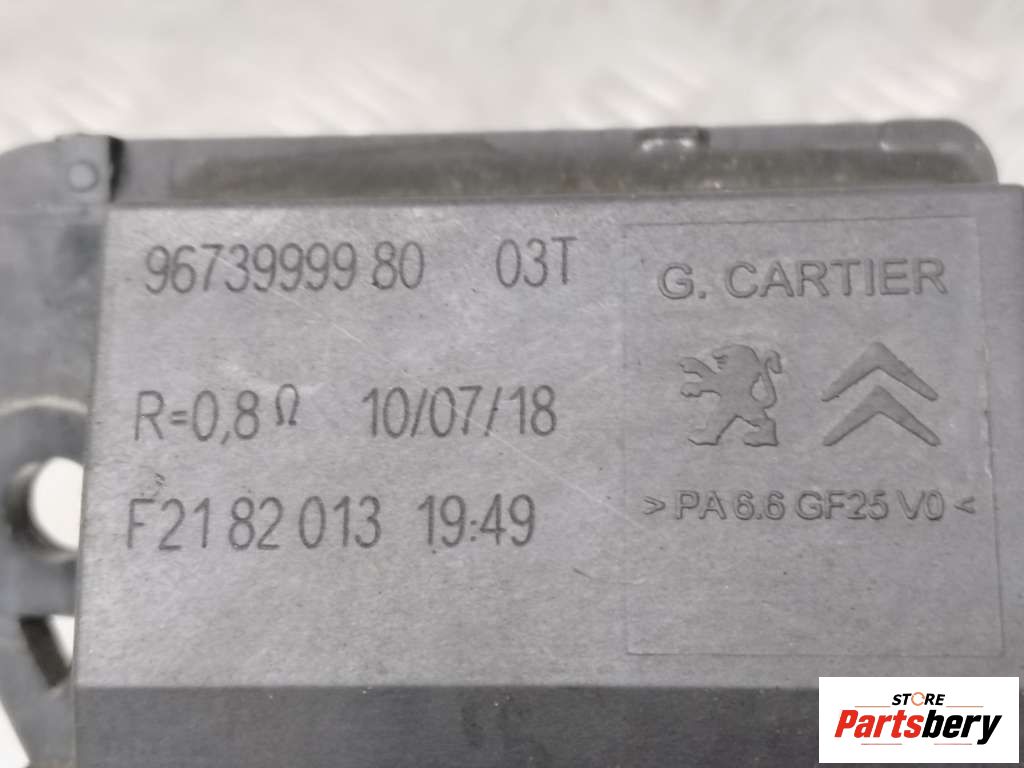 96739999 80 03T
G. CARTIER
R=0,8 Ω 10/07/18
F21 82 013 19:49
>PA 6.6 GF25 V0<
STORE
Partsbery